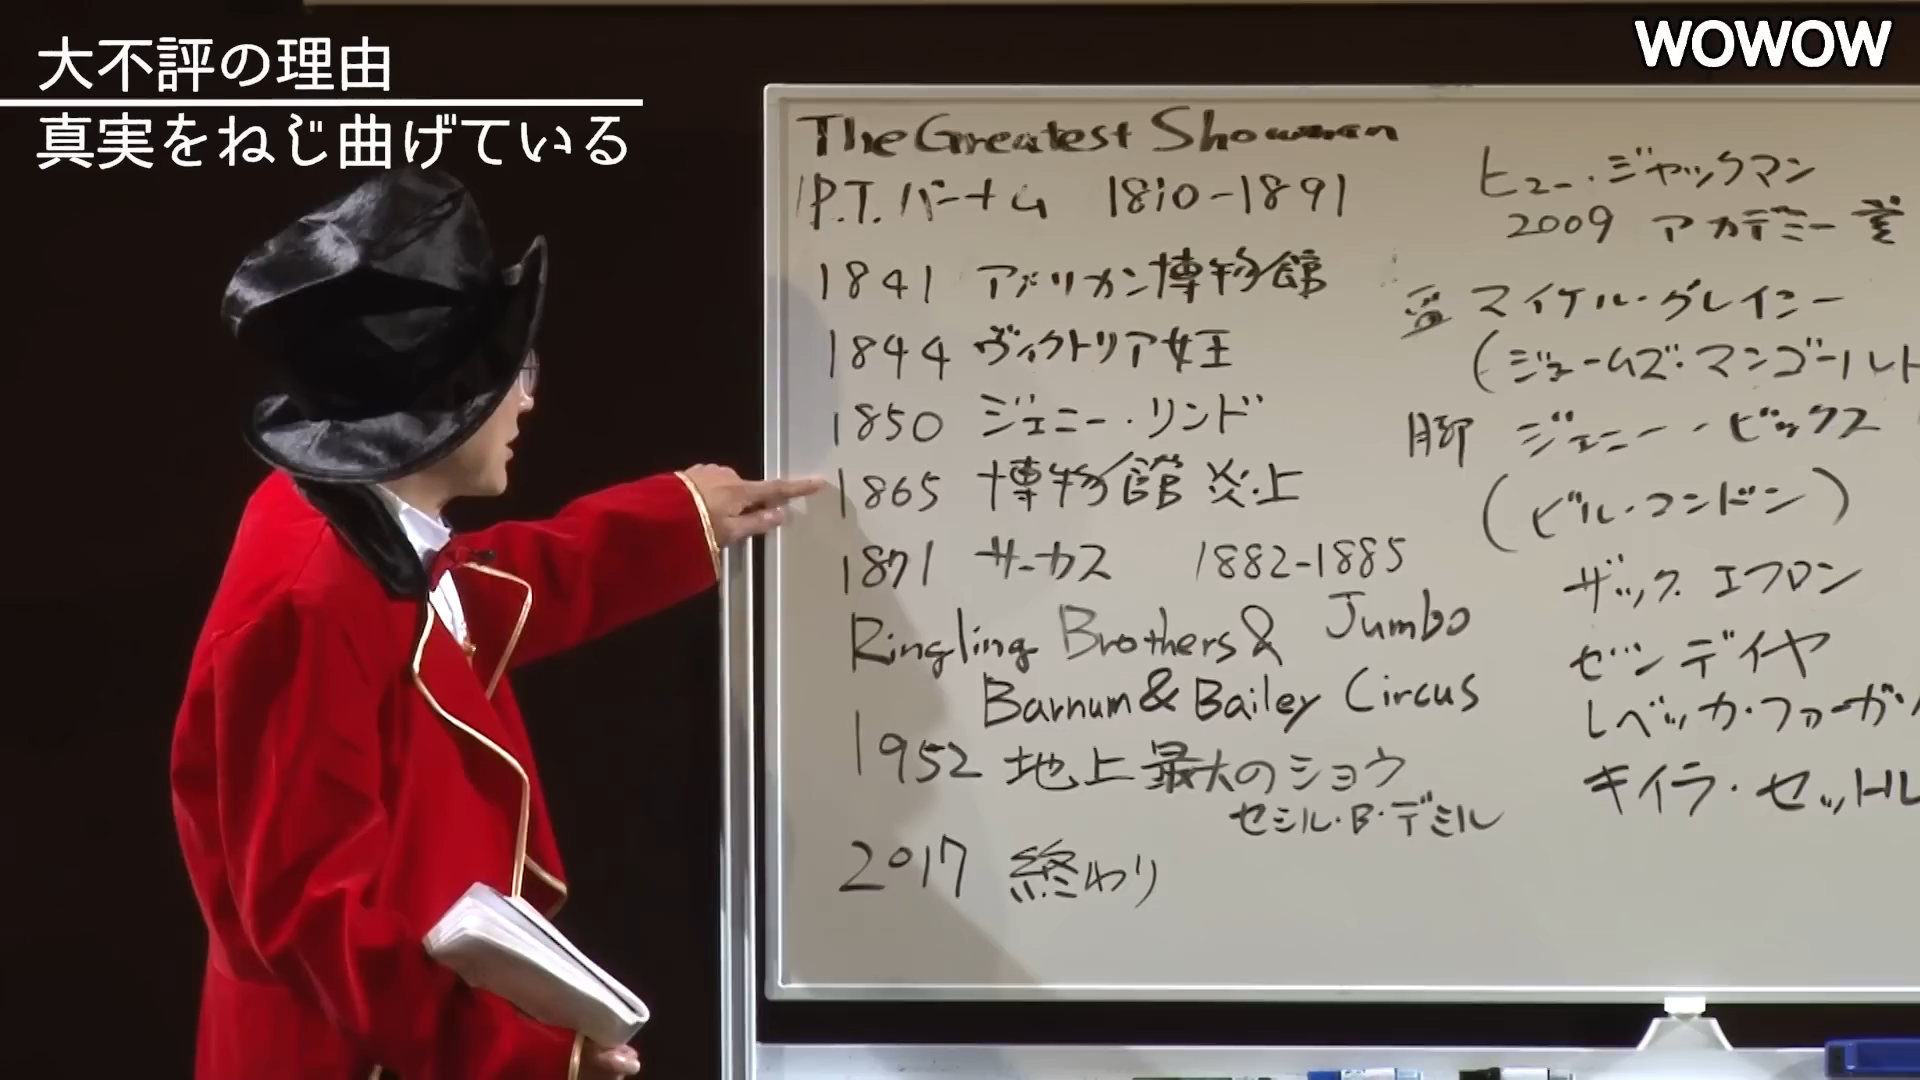 大不評の理由
真実をねじ曲げている
WOWOW
The Greatest Showman
P.T. バーナム 1810-1891
1841 アメリカン博物館
1844 ヴィクトリア女王
1850 ジェニー・リンド
1865 博物館 炎上
1871 サーカス 1882-1885
Jumbo
Ringling Brothers &
Barnum & Bailey Circus
1952 地上最大のショウ
セシル・B・デミル
2017 終わり
ヒュー・ジャックマン
2009 アカデミー
マイケル・グレイシー
(ジェームズ・マンゴールド
脚 ジェニー・ビックス
(ビル・コンドン)
ザック エフロン
ゼンデイヤ
レベッカ・ファーガ
キイラ・セットル